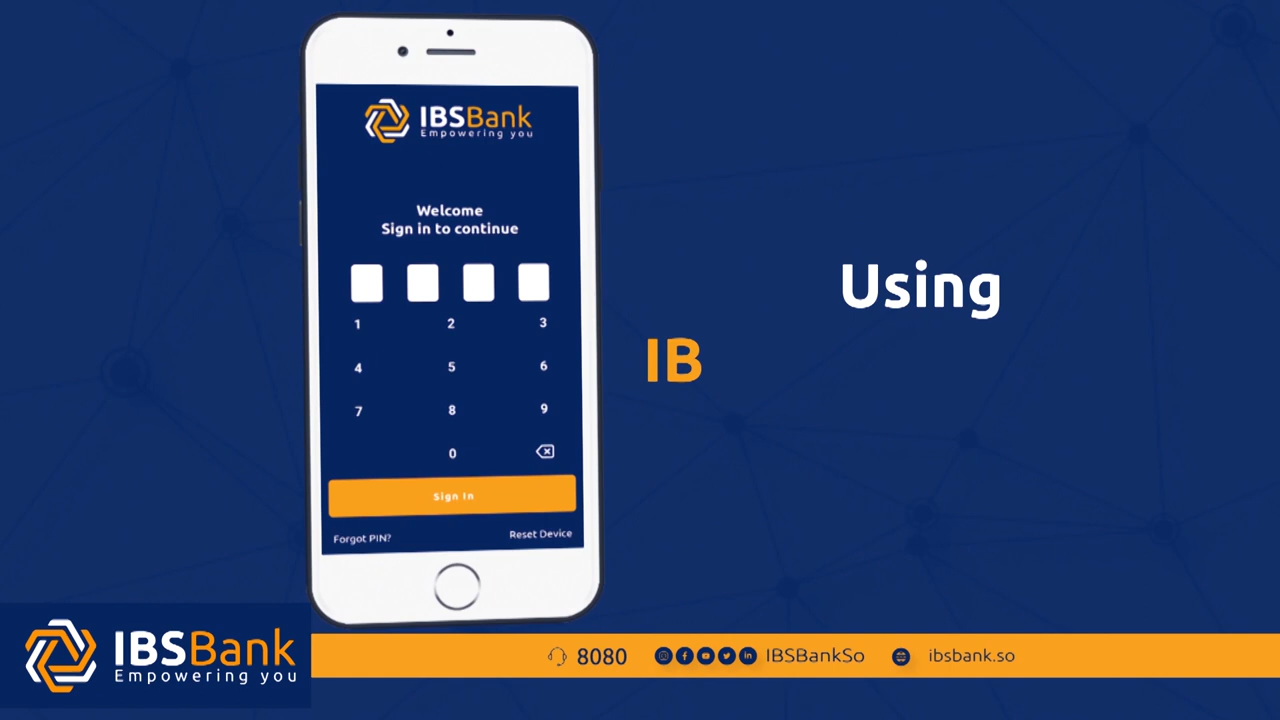 IBSBank
Empowering you
Welcome
Sign in to continue
1 2 3
4 5 6
7 8 9
0
Sign In
Forgot PIN? Reset Device
Using
IB
IBSBank
Empowering you
8080 IBSBankSo ibsbank.so